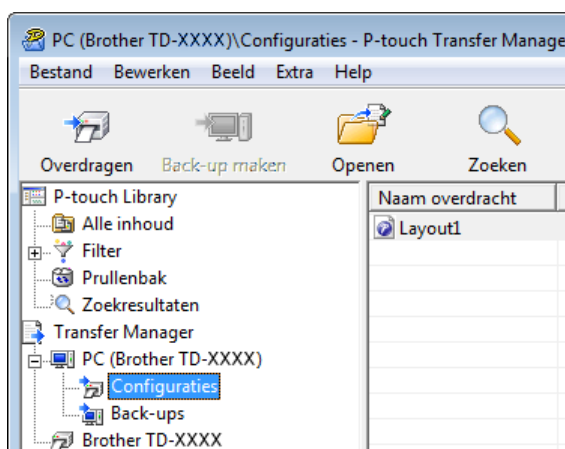 PC (Brother TD-XXXX)\Configuraties - P-touch Transfer Manage
Bestand Bewerken Beeld Extra Help
Overdragen Back-up maken Openen Zoeken
P-touch Library
Alle inhoud
Filter
Prullenbak
Zoekresultaten
Transfer Manager
PC (Brother TD-XXXX)
Configuraties
Back-ups
Brother TD-XXXX
Naam overdracht
Layout1